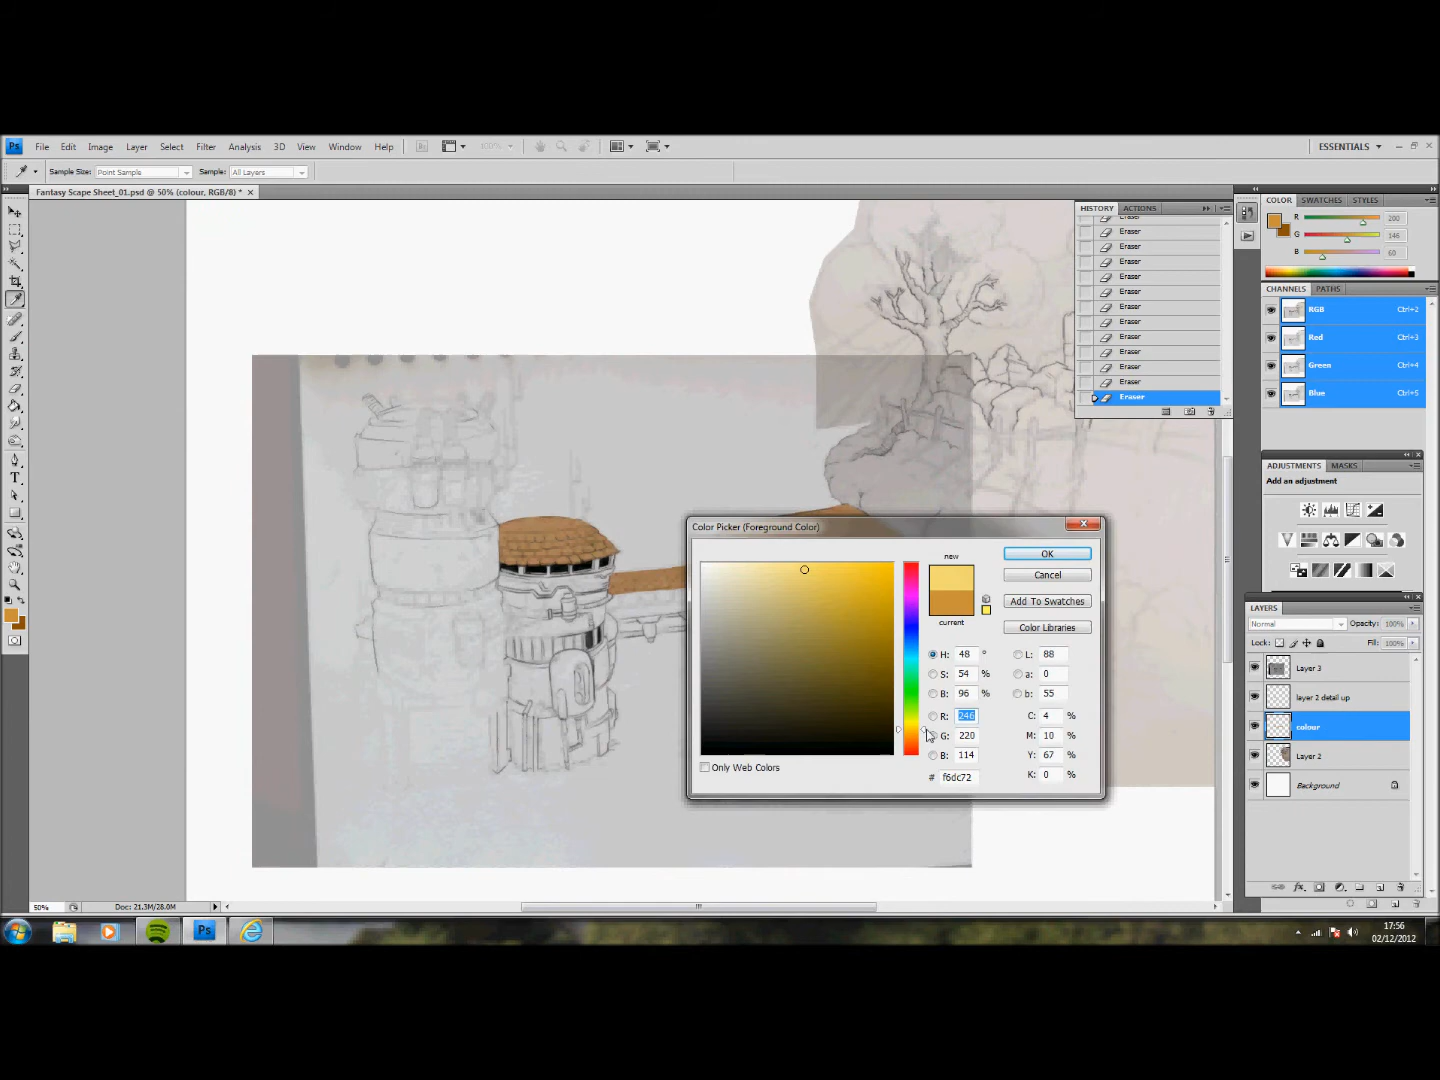 Ps File Edit Image Layer Select Filter Analysis 3D View Window Help Br 100% ESSENTIALS
Sample Size: Point Sample Sample: All Layers
Fantasy Scape Sheet_01.psd @ 50% (colour, RGB/8) *
HISTORY ACTIONS
Eraser
Eraser
Eraser
Eraser
Eraser
Eraser
Eraser
Eraser
Eraser
Eraser
Eraser
Eraser
Eraser
COLOR SWATCHES STYLES
R 200
G 146
B 60
CHANNELS PATHS
RGB Ctrl+2
Red Ctrl+3
Green Ctrl+4
Blue Ctrl+5
ADJUSTMENTS MASKS
Add an adjustment
LAYERS
Normal Opacity: 100%
Lock: Fill: 100%
Layer 3
layer 2 detail up
colour
Layer 2
Background
Color Picker (Foreground Color)
new
current
OK
Cancel
Add To Swatches
Color Libraries
H: 48 ° L: 88
S: 54 % a: 0
B: 96 % b: 55
R: 246 C: 4 %
G: 220 M: 10 %
B: 114 Y: 67 %
# f6dc72 K: 0 %
Only Web Colors
50% Doc: 21.3M/28.0M
Ps
17:56
02/12/2012